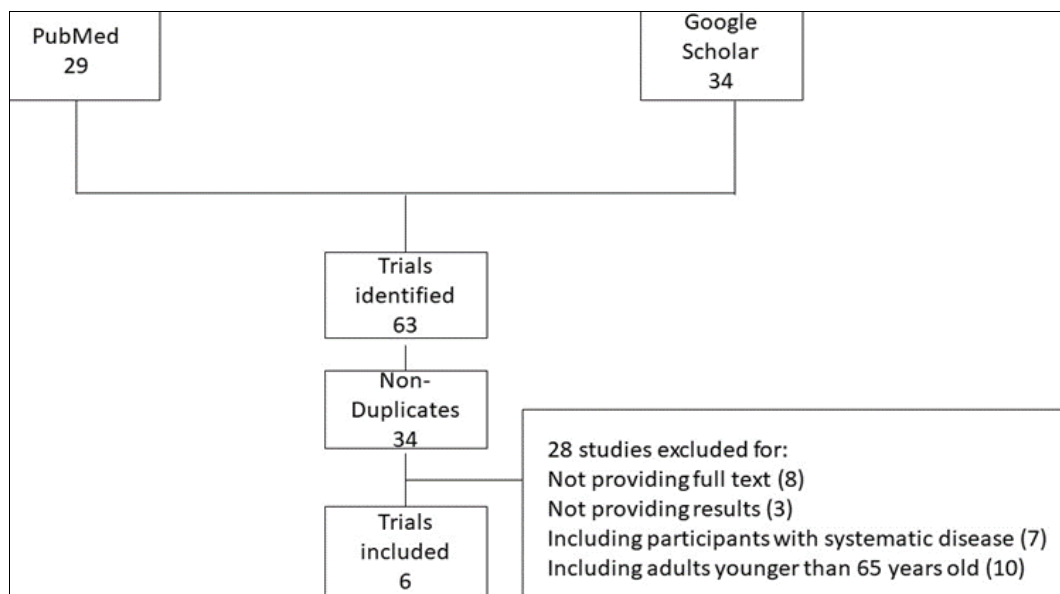 PubMed
29
Google
Scholar
34
Trials
identified
63
Non-
Duplicates
34
28 studies excluded for:
Not providing full text (8)
Not providing results (3)
Including participants with systematic disease (7)
Including adults younger than 65 years old (10)
Trials
included
6